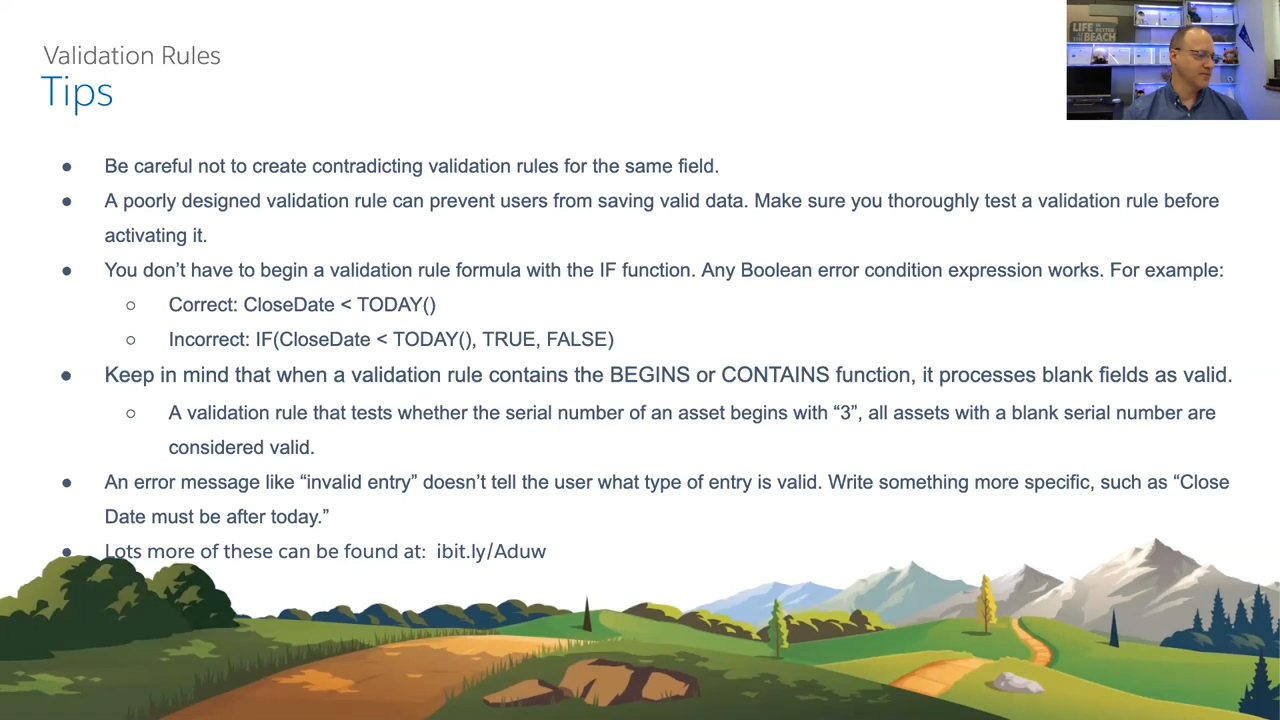 Validation Rules
Tips
LIFE IS
BETTER
AT THE BEACH
● Be careful not to create contradicting validation rules for the same field.
● A poorly designed validation rule can prevent users from saving valid data. Make sure you thoroughly test a validation rule before
activating it.
● You don’t have to begin a validation rule formula with the IF function. Any Boolean error condition expression works. For example:
○ Correct: CloseDate < TODAY()
○ Incorrect: IF(CloseDate < TODAY(), TRUE, FALSE)
● Keep in mind that when a validation rule contains the BEGINS or CONTAINS function, it processes blank fields as valid.
○ A validation rule that tests whether the serial number of an asset begins with “3”, all assets with a blank serial number are
considered valid.
● An error message like “invalid entry” doesn’t tell the user what type of entry is valid. Write something more specific, such as “Close
Date must be after today.”
● Lots more of these can be found at: ibit.ly/Aduw